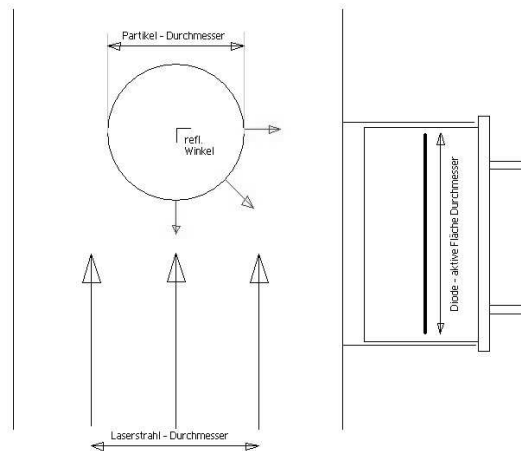 Partikel - Durchmesser
refl.
Winkel
Diode - aktive Fläche Durchmesser
Laserstrahl - Durchmesser